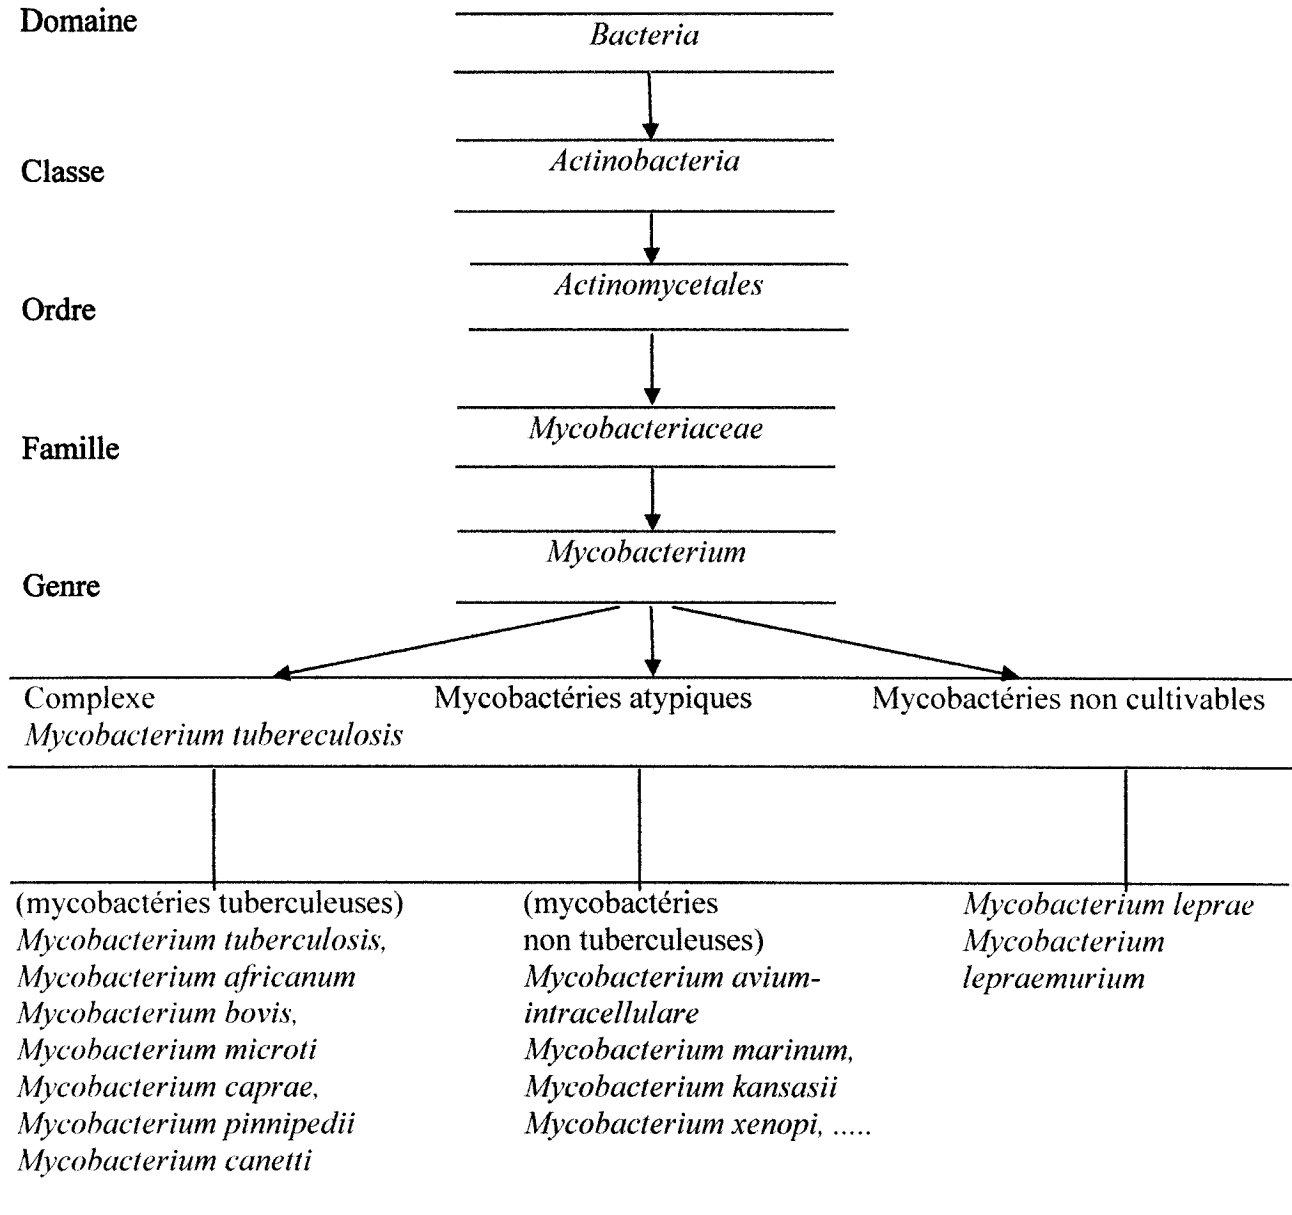 Domaine
Bacteria
Classe
Actinobacteria
Ordre
Actinomycetales
Famille
Mycobacteriaceae
Genre
Mycobacterium
Complexe
Mycobacterium tubereculosis
Mycobactéries atypiques
Mycobactéries non cultivables
(mycobactéries tuberculeuses)
Mycobacterium tuberculosis,
Mycobacterium africanum
Mycobacterium bovis,
Mycobacterium microti
Mycobacterium caprae,
Mycobacterium pinnipedii
Mycobacterium canetti
(mycobactéries
non tuberculeuses)
Mycobacterium avium-
intracellulare
Mycobacterium marinum,
Mycobacterium kansasii
Mycobacterium xenopi, .....
Mycobacterium leprae
Mycobacterium
lepraemurium